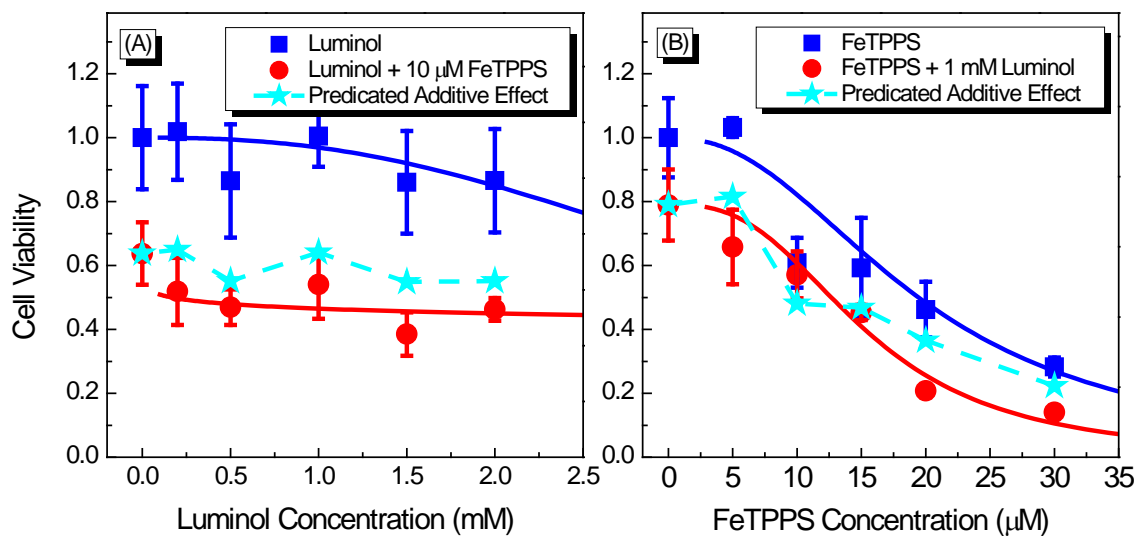 (A)
Luminol
Luminol + 10 μM FeTPPS
Predicated Additive Effect
(B)
FeTPPS
FeTPPS + 1 mM Luminol
Predicated Additive Effect
Cell Viability
1.2
1.0
0.8
0.6
0.4
0.2
0.0
0.0 0.5 1.0 1.5 2.0 2.5
Luminol Concentration (mM)
1.2
1.0
0.8
0.6
0.4
0.2
0.0
0 5 10 15 20 25 30 35
FeTPPS Concentration (μM)